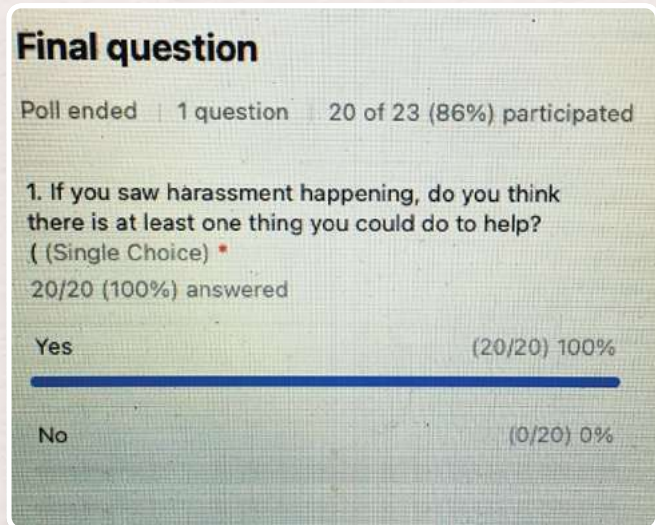 Final question
Poll ended | 1 question | 20 of 23 (86%) participated
1. If you saw harassment happening, do you think
there is at least one thing you could do to help?
( (Single Choice) *
20/20 (100%) answered
Yes (20/20) 100%
No (0/20) 0%